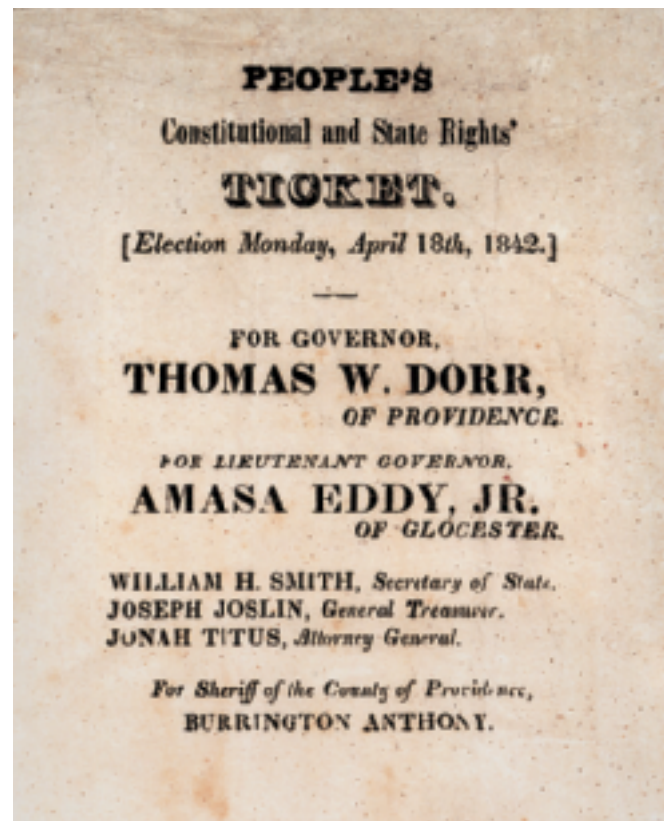 PEOPLE'S
Constitutional and State Rights'
TICKET.
[Election Monday, April 18th, 1842.]
FOR GOVERNOR,
THOMAS W. DORR,
OF PROVIDENCE.
FOR LIEUTENANT GOVERNOR,
AMASA EDDY, JR.
OF GLOCESTER.
WILLIAM H. SMITH, Secretary of State.
JOSEPH JOSLIN, General Treasurer.
JONAH TITUS, Attorney General.
For Sheriff of the County of Providence,
BURRINGTON ANTHONY.